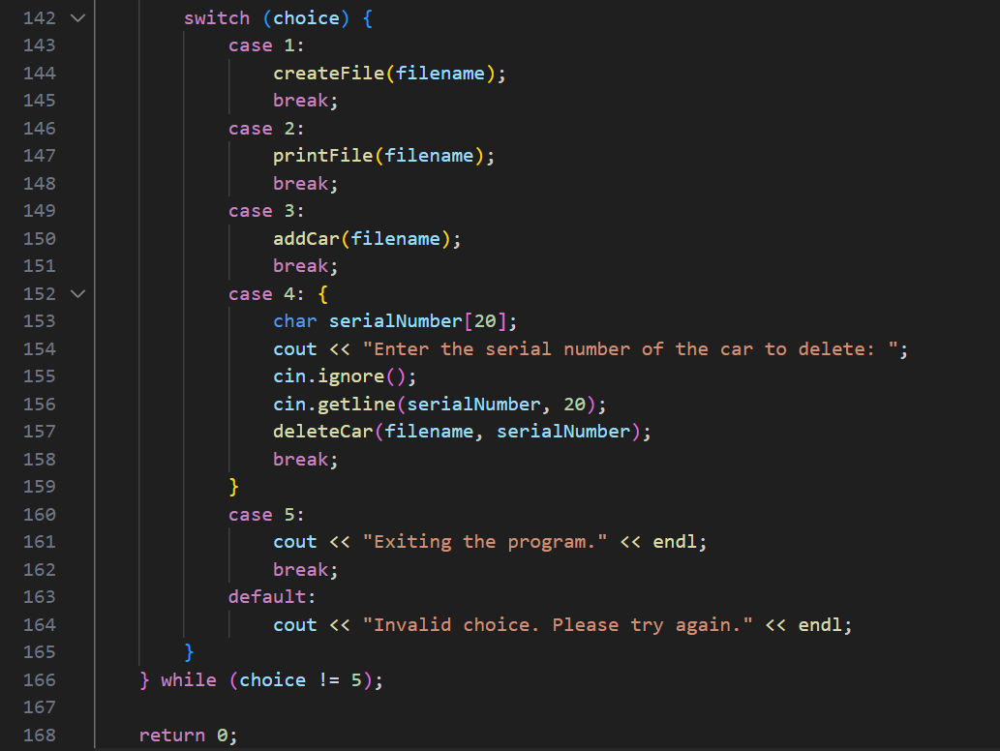 142 switch (choice) {
143 case 1:
144 createFile(filename);
145 break;
146 case 2:
147 printFile(filename);
148 break;
149 case 3:
150 addCar(filename);
151 break;
152 case 4: {
153 char serialNumber[20];
154 cout << "Enter the serial number of the car to delete: ";
155 cin.ignore();
156 cin.getline(serialNumber, 20);
157 deleteCar(filename, serialNumber);
158 break;
159 }
160 case 5:
161 cout << "Exiting the program." << endl;
162 break;
163 default:
164 cout << "Invalid choice. Please try again." << endl;
165 }
166 } while (choice != 5);
167
168 return 0;